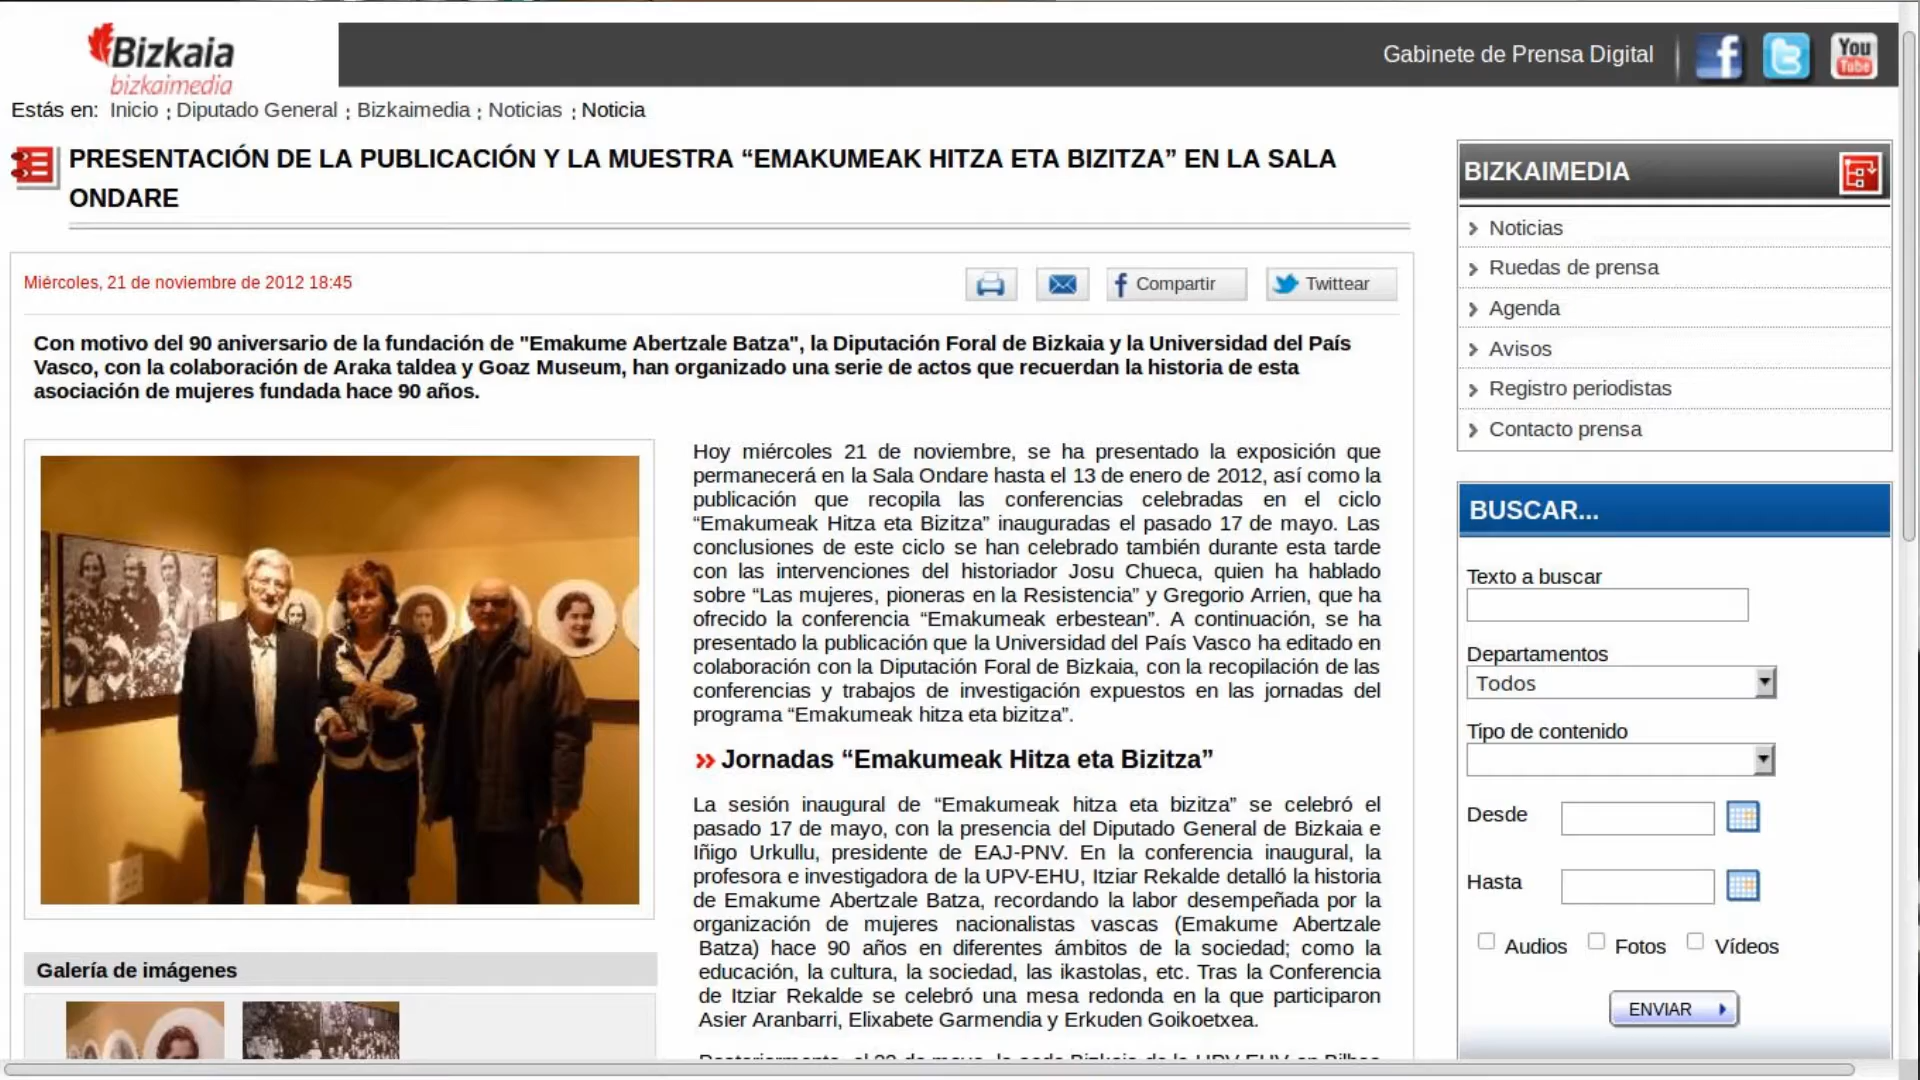 Bizkaia
bizkaimedia
Gabinete de Prensa Digital
You
Tube
Estás en: Inicio : Diputado General : Bizkaimedia : Noticias : Noticia
PRESENTACIÓN DE LA PUBLICACIÓN Y LA MUESTRA “EMAKUMEAK HITZA ETA BIZITZA” EN LA SALA
ONDARE
Miércoles, 21 de noviembre de 2012 18:45
Compartir
Twittear
Con motivo del 90 aniversario de la fundación de "Emakume Abertzale Batza", la Diputación Foral de Bizkaia y la Universidad del País
Vasco, con la colaboración de Araka taldea y Goaz Museum, han organizado una serie de actos que recuerdan la historia de esta
asociación de mujeres fundada hace 90 años.
Hoy miércoles 21 de noviembre, se ha presentado la exposición que
permanecerá en la Sala Ondare hasta el 13 de enero de 2012, así como la
publicación que recopila las conferencias celebradas en el ciclo
“Emakumeak Hitza eta Bizitza” inauguradas el pasado 17 de mayo. Las
conclusiones de este ciclo se han celebrado también durante esta tarde
con las intervenciones del historiador Josu Chueca, quien ha hablado
sobre “Las mujeres, pioneras en la Resistencia” y Gregorio Arrien, que ha
ofrecido la conferencia “Emakumeak erbestean”. A continuación, se ha
presentado la publicación que la Universidad del País Vasco ha editado en
colaboración con la Diputación Foral de Bizkaia, con la recopilación de las
conferencias y trabajos de investigación expuestos en las jornadas del
programa “Emakumeak hitza eta bizitza”.
Jornadas “Emakumeak Hitza eta Bizitza”
La sesión inaugural de “Emakumeak hitza eta bizitza” se celebró el
pasado 17 de mayo, con la presencia del Diputado General de Bizkaia e
Iñigo Urkullu, presidente de EAJ-PNV. En la conferencia inaugural, la
profesora e investigadora de la UPV-EHU, Itziar Rekalde detalló la historia
de Emakume Abertzale Batza, recordando la labor desempeñada por la
organización de mujeres nacionalistas vascas (Emakume Abertzale
Batza) hace 90 años en diferentes ámbitos de la sociedad; como la
educación, la cultura, la sociedad, las ikastolas, etc. Tras la Conferencia
de Itziar Rekalde se celebró una mesa redonda en la que participaron
Asier Aranbarri, Elixabete Garmendia y Erkuden Goikoetxea.
Posteriormente, el 22 de mayo, la sede Bizkaia de la UPV-EHU en Bilbao
Galería de imágenes
BIZKAIMEDIA
Noticias
Ruedas de prensa
Agenda
Avisos
Registro periodistas
Contacto prensa
BUSCAR...
Texto a buscar
Departamentos
Todos
Tipo de contenido
Desde
Hasta
Audios Fotos Vídeos
ENVIAR